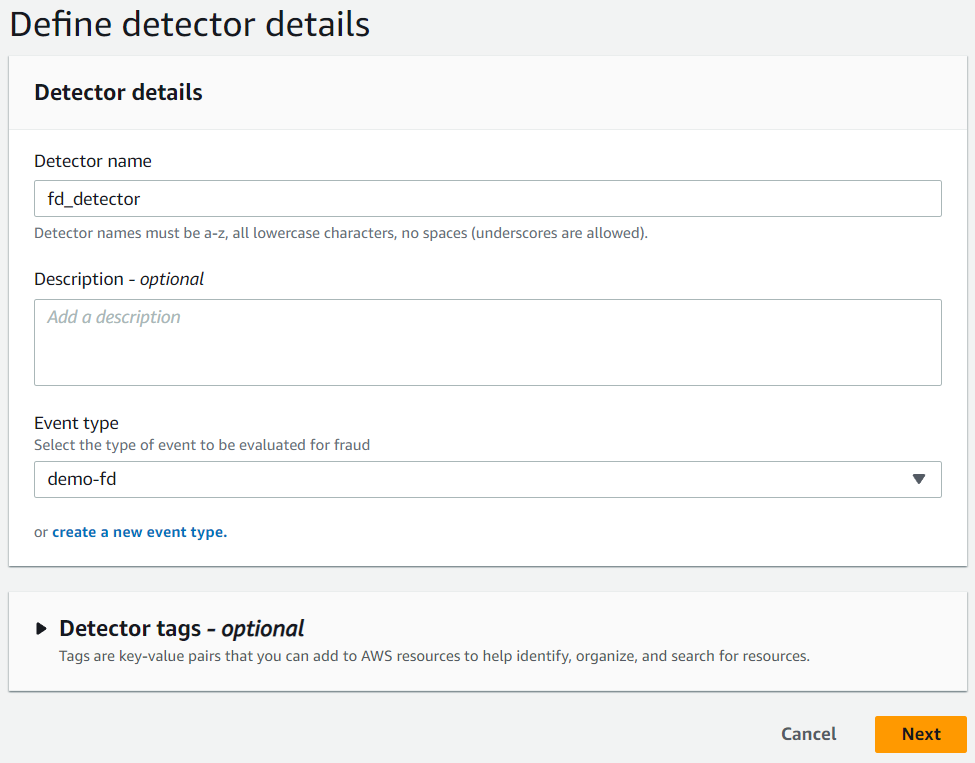 Define detector details
Detector details
Detector name
fd_detector
Detector names must be a-z, all lowercase characters, no spaces (underscores are allowed).
Description - optional
Add a description
Event type
Select the type of event to be evaluated for fraud
demo-fd
or create a new event type.
Detector tags - optional
Tags are key-value pairs that you can add to AWS resources to help identify, organize, and search for resources.
Cancel Next